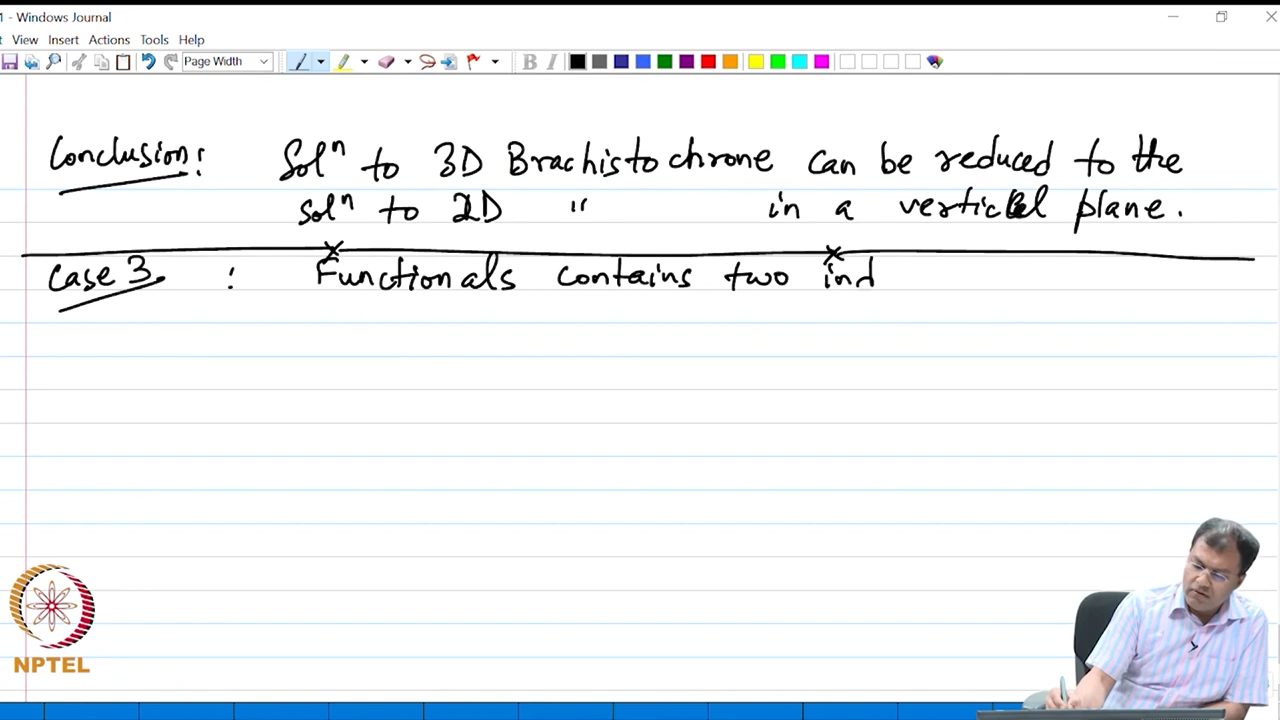 1 - Windows Journal
View Insert Actions Tools Help
Page Width
B I
Conclusion: Solⁿ to 3D Brachistochrone can be reduced to the
Solⁿ to 2D " in a vertical plane.
Case 3 : Functionals contains two ind
NPTEL